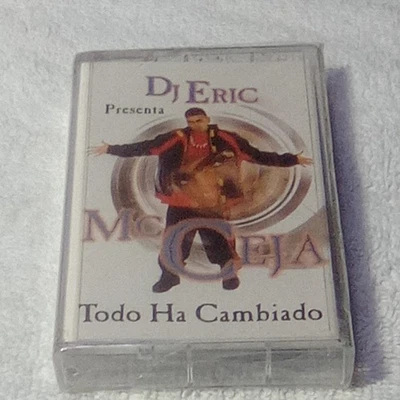 DJ ERIC
Presenta
MC CEJA
Todo Ha Cambiado